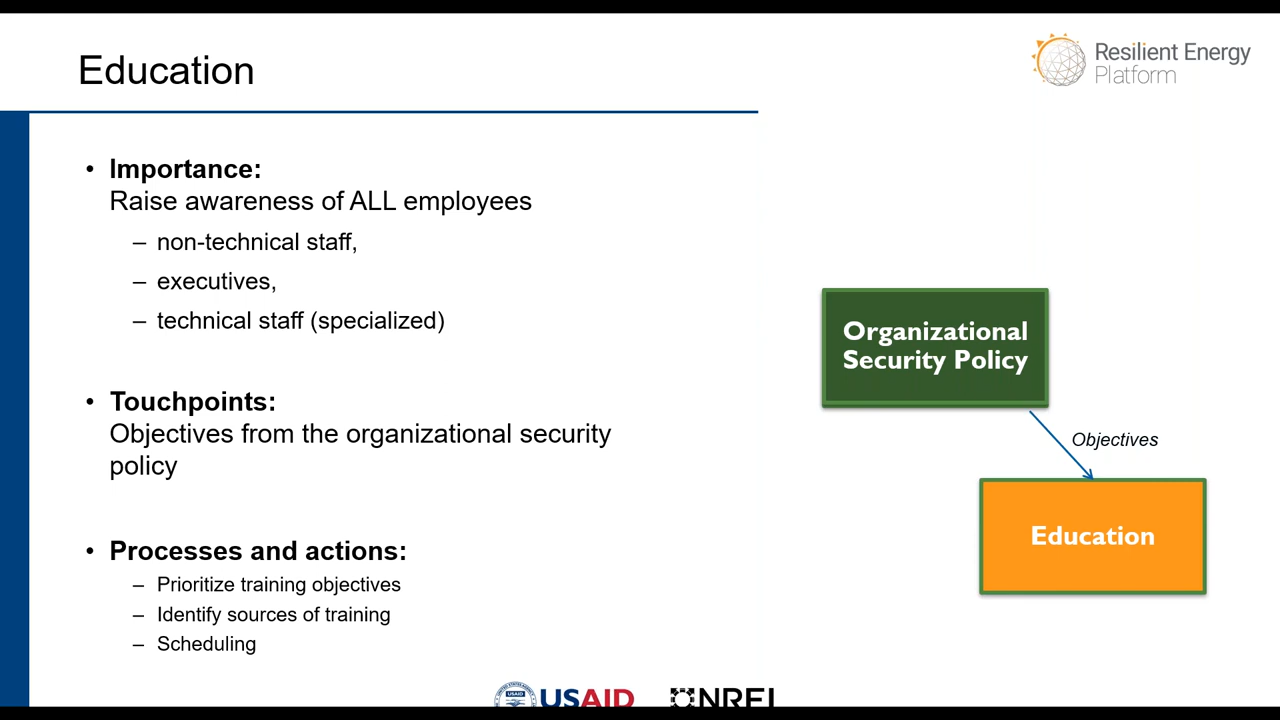 Education
Resilient Energy
Platform
• Importance:
Raise awareness of ALL employees
– non-technical staff,
– executives,
– technical staff (specialized)
• Touchpoints:
Objectives from the organizational security
policy
• Processes and actions:
– Prioritize training objectives
– Identify sources of training
– Scheduling
Organizational
Security Policy
Objectives
Education
USAID
USAID
NREL